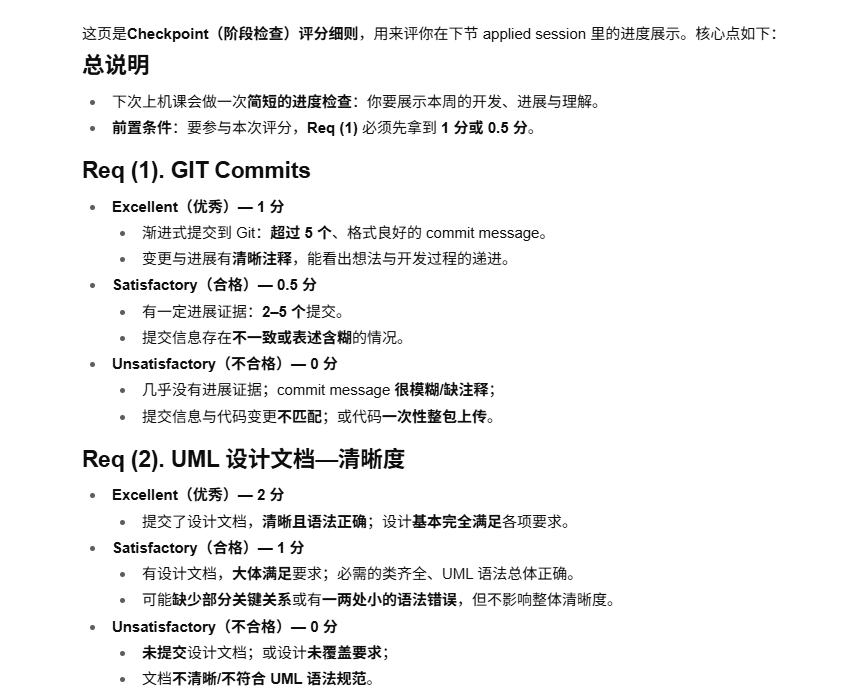 这页是Checkpoint（阶段检查）评分细则，用来评你在下节 applied session 里的进度展示。核心点如下：
总说明
• 下次上机课会做一次简短的进度检查：你要展示本周的开发、进展与理解。
• 前置条件：要参与本次评分，Req (1) 必须先拿到 1 分或 0.5 分。
Req (1). GIT Commits
• Excellent（优秀）— 1 分
• 渐进式提交到 Git：超过 5 个、格式良好的 commit message。
• 变更与进展有清晰注释，能看出想法与开发过程的递进。
• Satisfactory（合格）— 0.5 分
• 有一定进展证据：2–5 个提交。
• 提交信息存在不一致或表述含糊的情况。
• Unsatisfactory（不合格）— 0 分
• 几乎没有进展证据；commit message 很模糊/缺注释；
• 提交信息与代码变更不匹配；或代码一次性整包上传。
Req (2). UML 设计文档—清晰度
• Excellent（优秀）— 2 分
• 提交了设计文档，清晰且语法正确；设计基本完全满足各项要求。
• Satisfactory（合格）— 1 分
• 有设计文档，大体满足要求；必需的类齐全、UML 语法总体正确。
• 可能缺少部分关键关系或有一两处小的语法错误，但不影响整体清晰度。
• Unsatisfactory（不合格）— 0 分
• 未提交设计文档；或设计未覆盖要求；
• 文档不清晰/不符合 UML 语法规范。